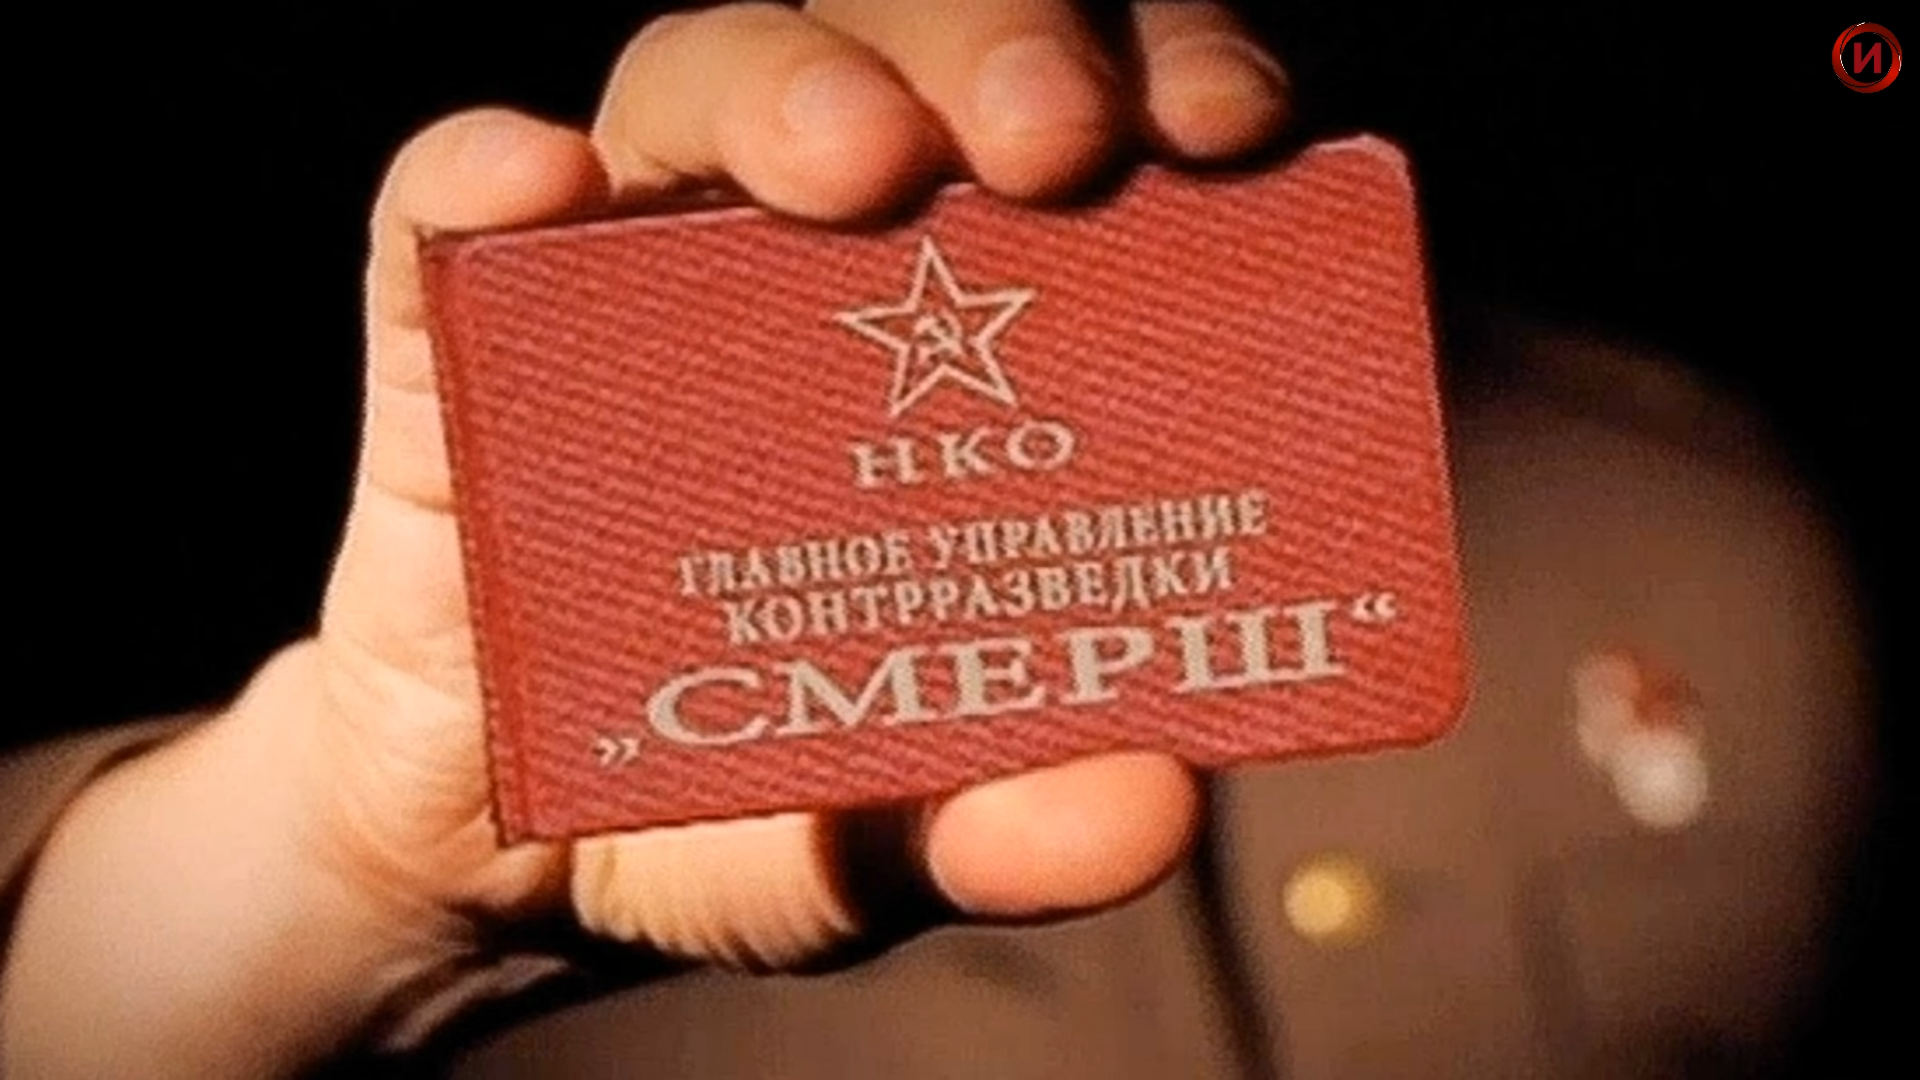 И
НКО
ГЛАВНОЕ УПРАВЛЕНИЕ
КОНТРРАЗВЕДКИ
„СМЕРШ“